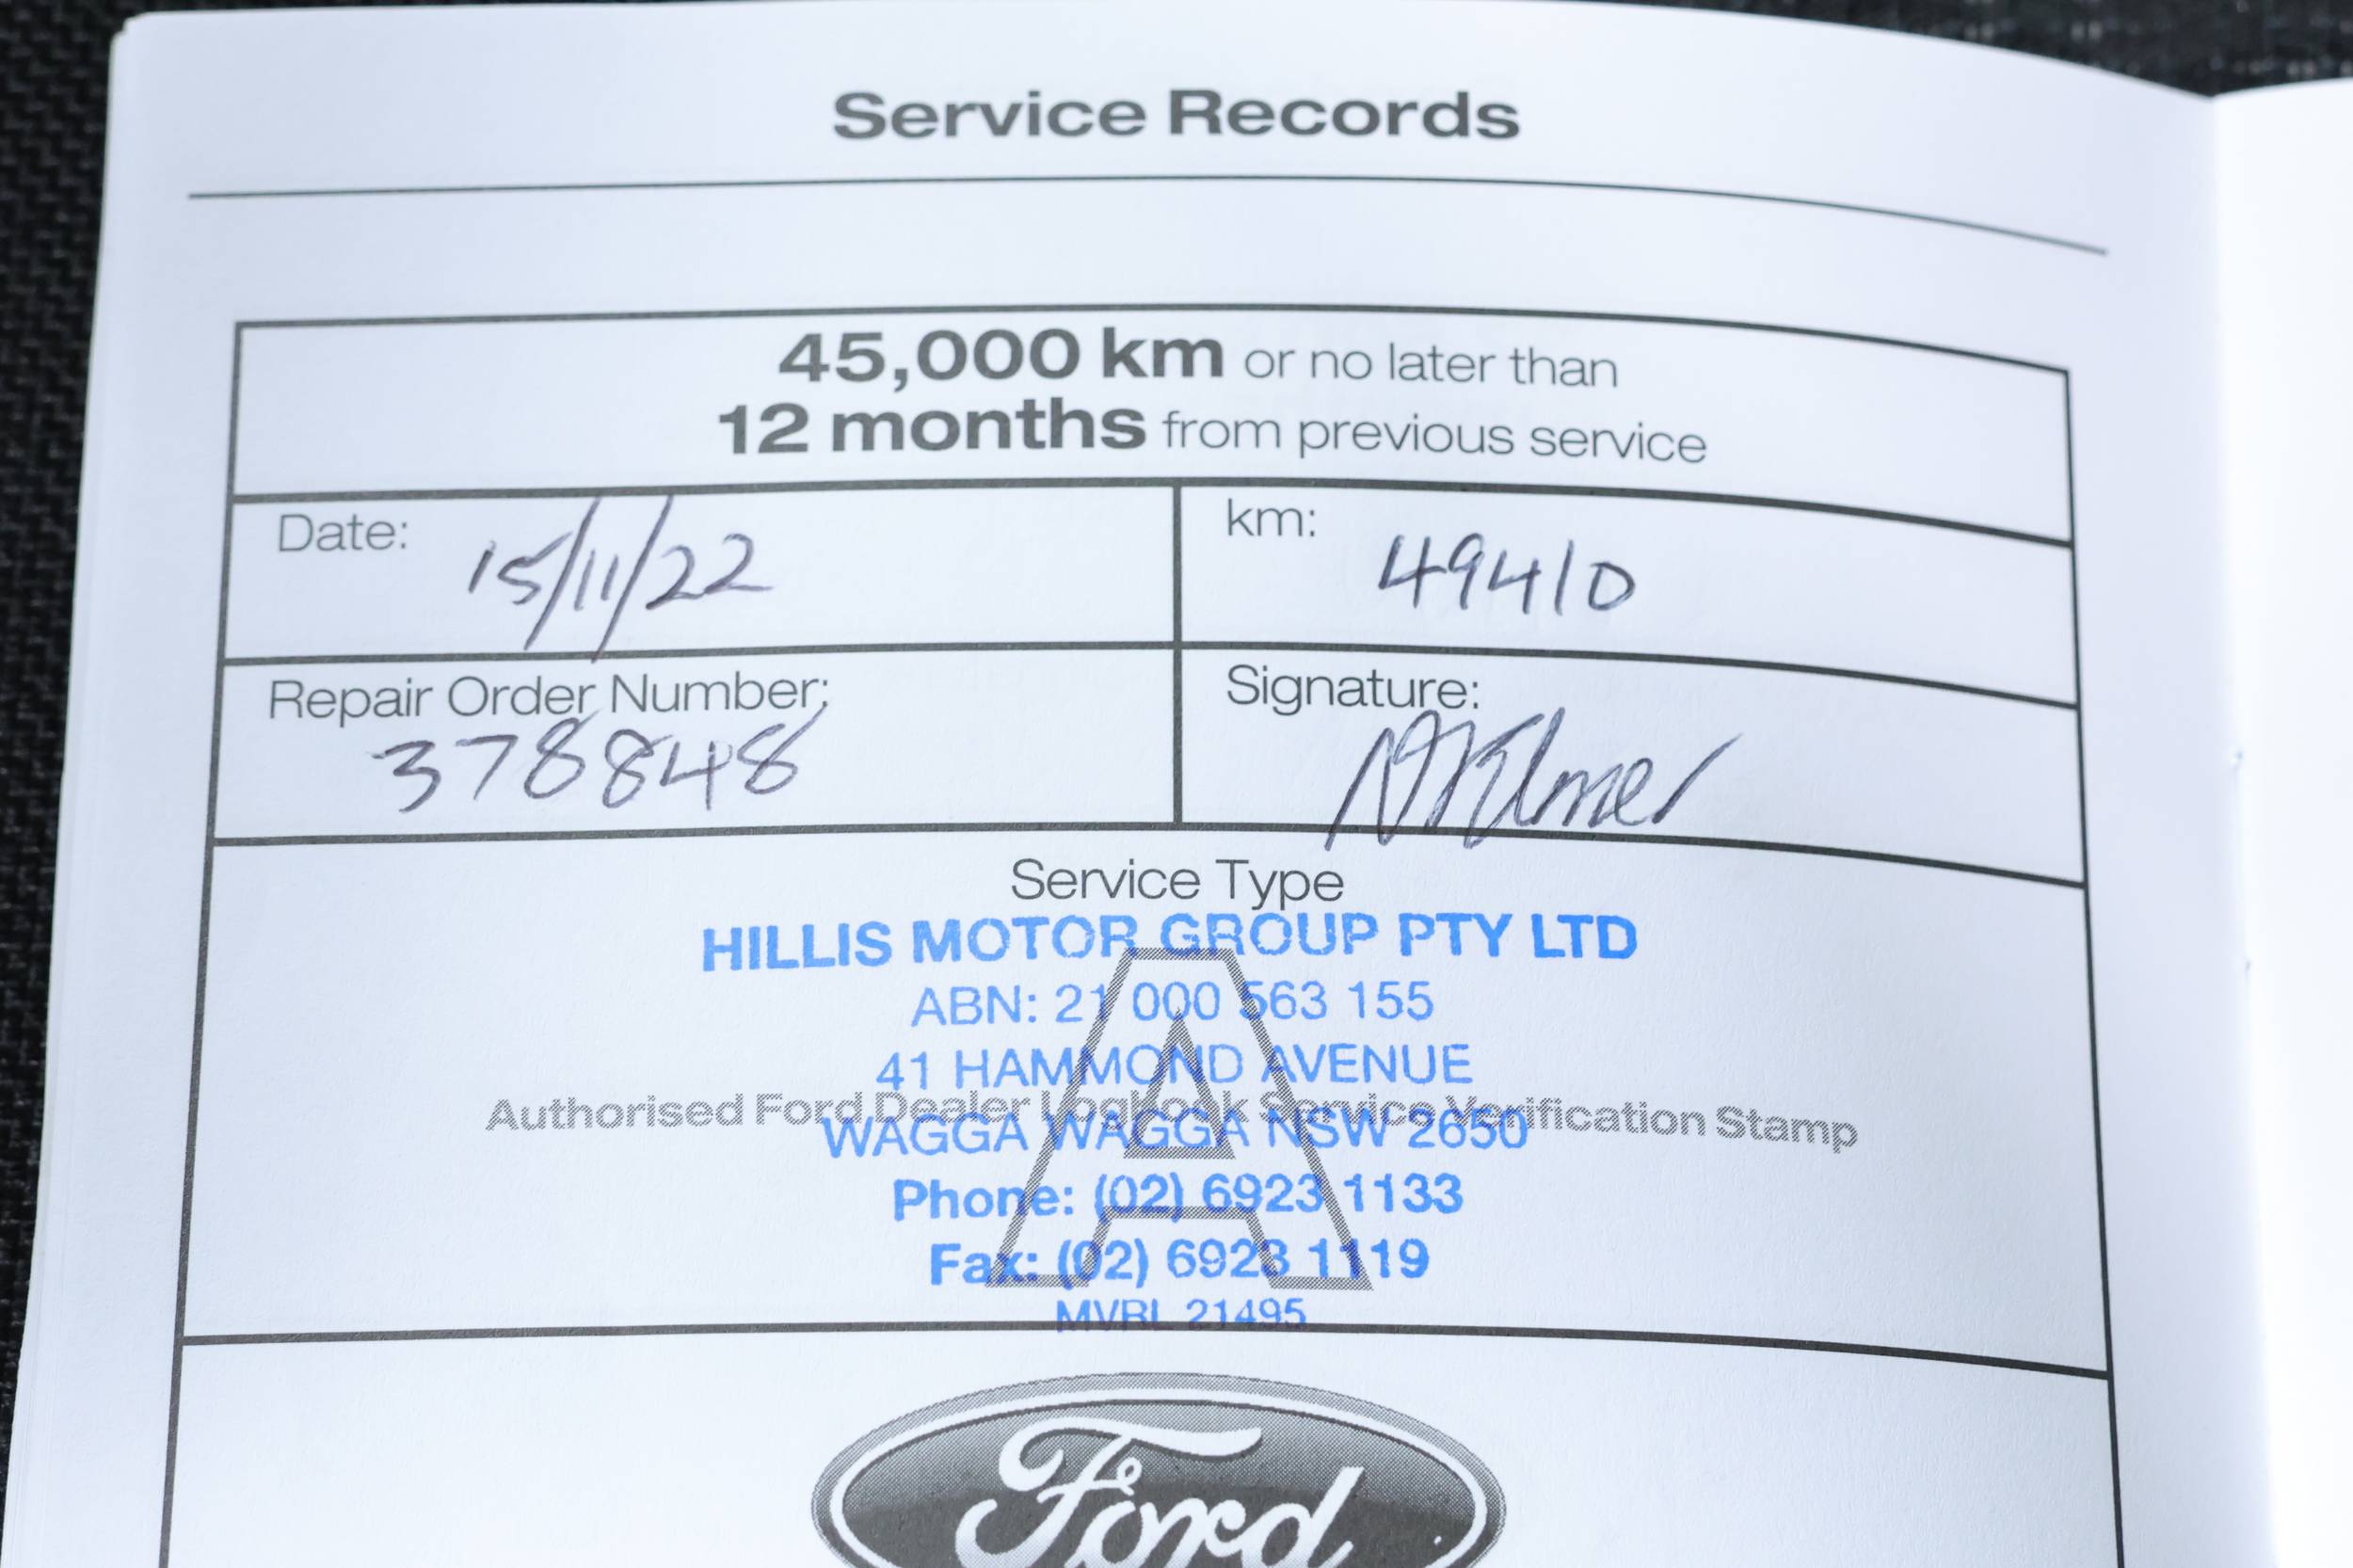 Service Records
45,000 km or no later than
12 months from previous service
Date: 15/11/22
km: 49410
Repair Order Number: 378848
Signature:
Service Type
HILLIS MOTOR GROUP PTY LTD
A
ABN: 21 000 563 155
41 HAMMOND AVENUE
Authorised Ford Dealer Logbook Service Verification Stamp
WAGGA WAGGA NSW 2650
Phone: (02) 6923 1133
Fax: (02) 6923 1119
MVRL 21495
Ford